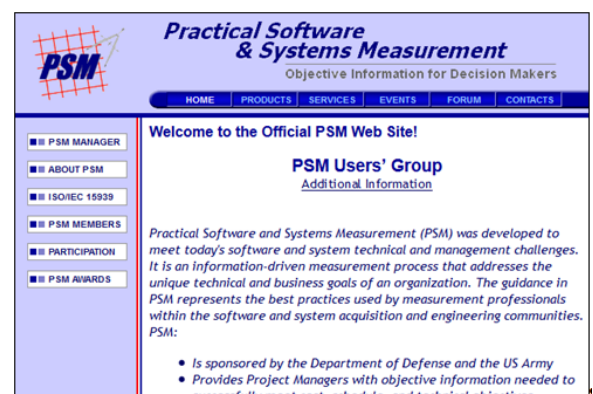 Practical Software
& Systems Measurement
PSM
Objective Information for Decision Makers
HOME PRODUCTS SERVICES EVENTS FORUM CONTACTS
PSM MANAGER
ABOUT PSM
ISO/IEC 15939
PSM MEMBERS
PARTICIPATION
PSM AWARDS
Welcome to the Official PSM Web Site!
PSM Users' Group
Additional Information
Practical Software and Systems Measurement (PSM) was developed to
meet today's software and system technical and management challenges.
It is an information-driven measurement process that addresses the
unique technical and business goals of an organization. The guidance in
PSM represents the best practices used by measurement professionals
within the software and system acquisition and engineering communities.
PSM:
• Is sponsored by the Department of Defense and the US Army
• Provides Project Managers with objective information needed to